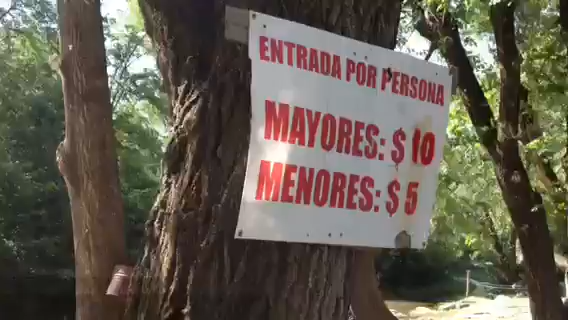 ENTRADA POR PERSONA
MAYORES: $ 10
MENORES: $ 5